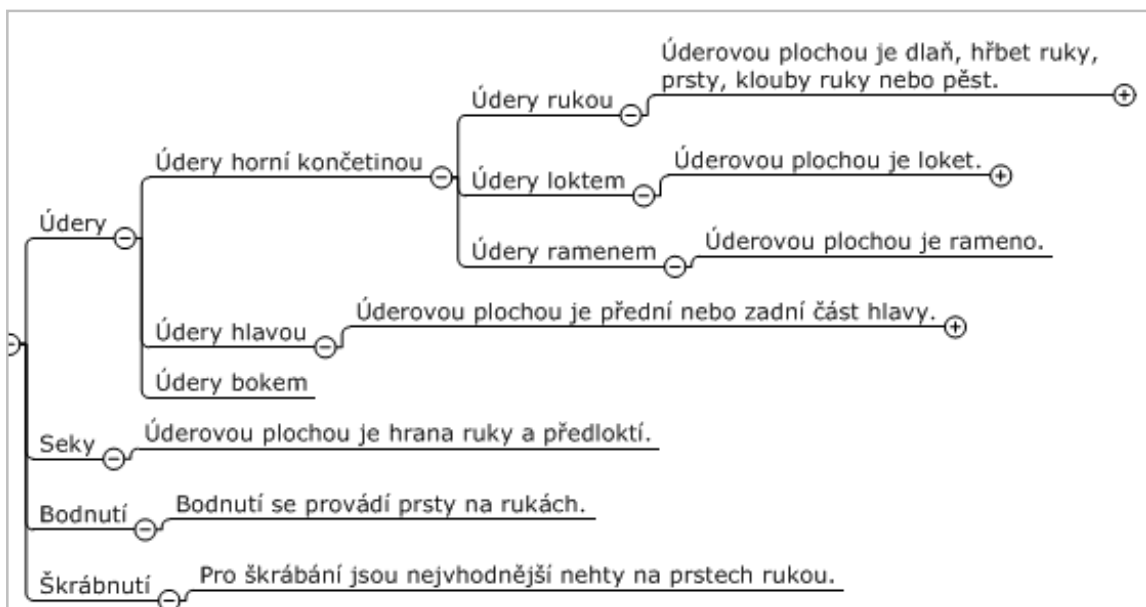 Úderovou plochou je dlaň, hřbet ruky,
prsty, klouby ruky nebo pěst.
Údery rukou
Údery horní končetinou
Úderovou plochou je loket.
Údery loktem
Údery
Úderovou plochou je rameno.
Údery ramenem
Úderovou plochou je přední nebo zadní část hlavy.
Údery hlavou
Údery bokem
Seky
Úderovou plochou je hrana ruky a předloktí.
Bodnutí
Bodnutí se provádí prsty na rukách.
Škrábnutí
Pro škrábání jsou nejvhodnější nehty na prstech rukou.